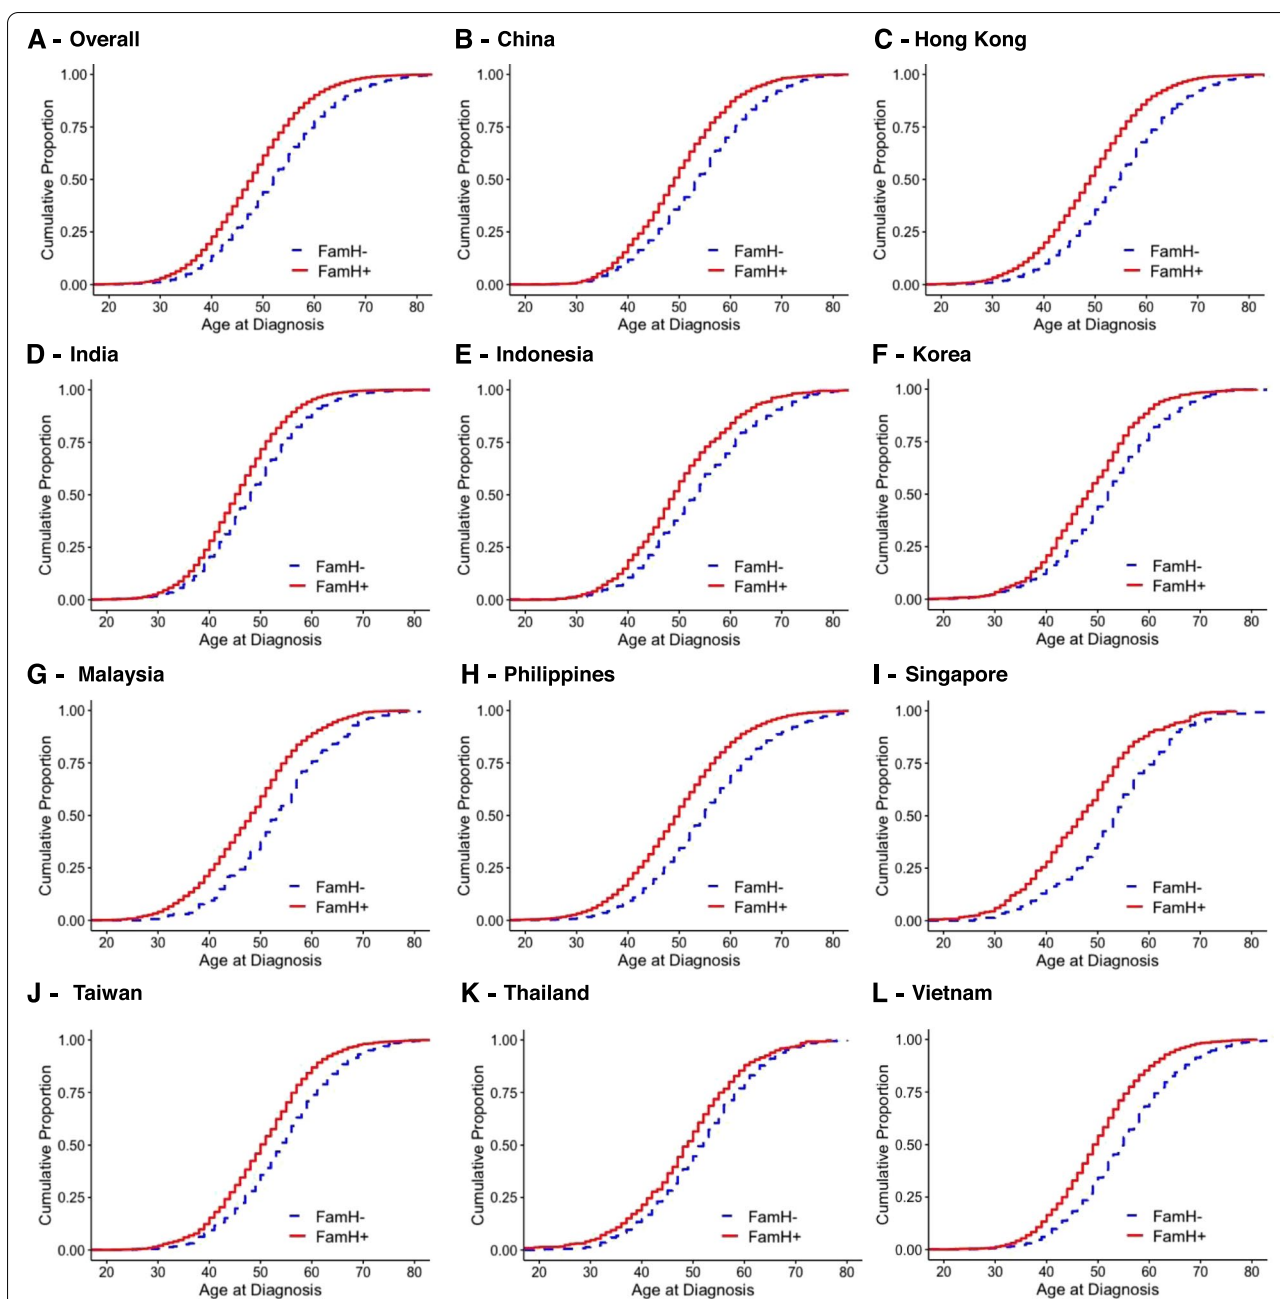 A - Overall
B - China
C - Hong Kong
1.00
0.75
0.50
0.25
0.00
Cumulative Proportion
FamH-
FamH+
20 30 40 50 60 70 80
Age at Diagnosis
1.00
0.75
0.50
0.25
0.00
Cumulative Proportion
FamH-
FamH+
20 30 40 50 60 70 80
Age at Diagnosis
1.00
0.75
0.50
0.25
0.00
Cumulative Proportion
FamH-
FamH+
20 30 40 50 60 70 80
Age at Diagnosis
D - India
E - Indonesia
F - Korea
1.00
0.75
0.50
0.25
0.00
Cumulative Proportion
FamH-
FamH+
20 30 40 50 60 70 80
Age at Diagnosis
1.00
0.75
0.50
0.25
0.00
Cumulative Proportion
FamH-
FamH+
20 30 40 50 60 70 80
Age at Diagnosis
1.00
0.75
0.50
0.25
0.00
Cumulative Proportion
FamH-
FamH+
20 30 40 50 60 70 80
Age at Diagnosis
G - Malaysia
H - Philippines
I - Singapore
1.00
0.75
0.50
0.25
0.00
Cumulative Proportion
FamH-
FamH+
20 30 40 50 60 70 80
Age at Diagnosis
1.00
0.75
0.50
0.25
0.00
Cumulative Proportion
FamH-
FamH+
20 30 40 50 60 70 80
Age at Diagnosis
1.00
0.75
0.50
0.25
0.00
Cumulative Proportion
FamH-
FamH+
20 30 40 50 60 70 80
Age at Diagnosis
J - Taiwan
K - Thailand
L - Vietnam
1.00
0.75
0.50
0.25
0.00
Cumulative Proportion
FamH-
FamH+
20 30 40 50 60 70 80
Age at Diagnosis
1.00
0.75
0.50
0.25
0.00
Cumulative Proportion
FamH-
FamH+
20 30 40 50 60 70 80
Age at Diagnosis
1.00
0.75
0.50
0.25
0.00
Cumulative Proportion
FamH-
FamH+
20 30 40 50 60 70 80
Age at Diagnosis